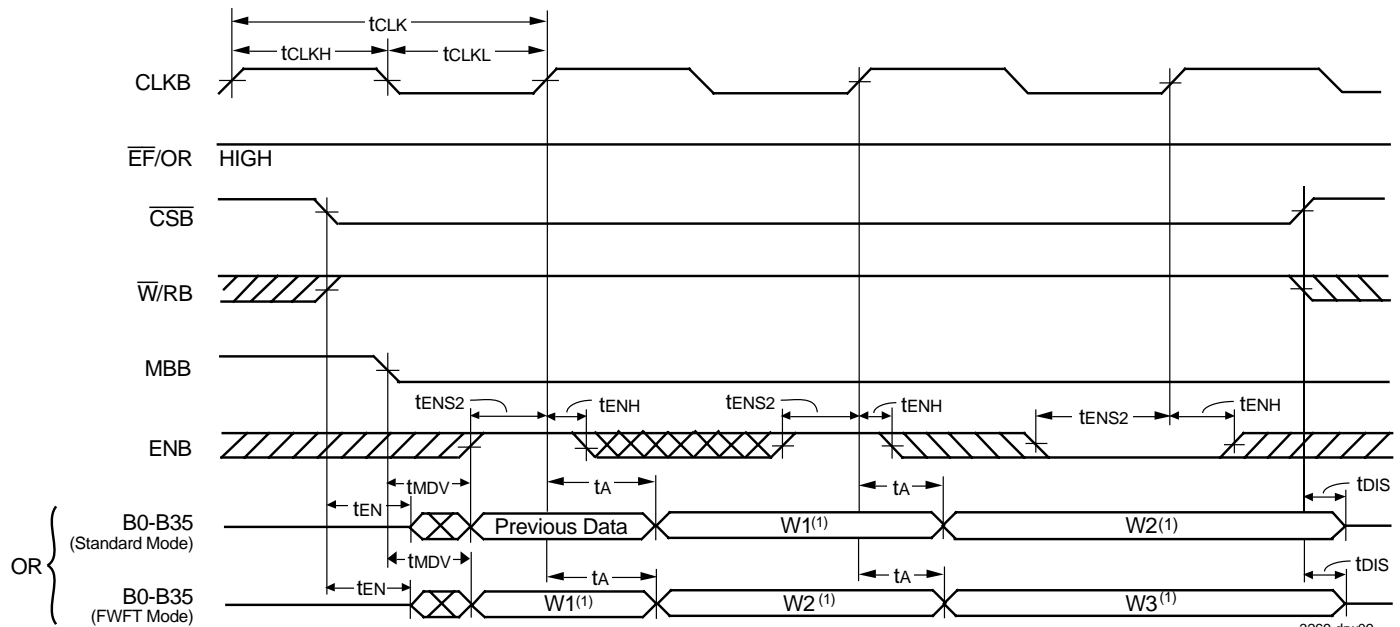 tCLK
tCLKH tCLKL
CLKB
EF/OR HIGH
CSB
W/RB
MBB
tENS2 tENH tENS2 tENH tENS2 tENH
ENB
tMDV tA tA tDIS
tEN
B0-B35 Previous Data W1(1) W2(1)
(Standard Mode)
OR
tMDV tA tA tDIS
tEN
B0-B35 W1(1) W2(1) W3(1)
(FWFT Mode)